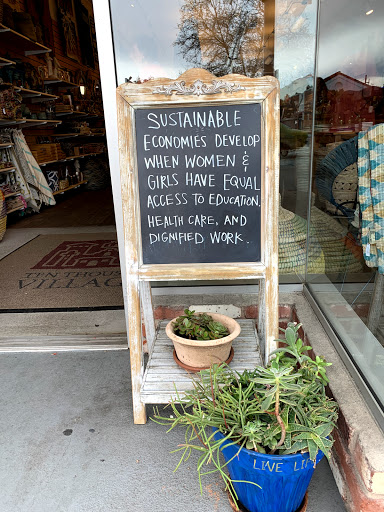 SUSTAINABLE
ECONOMIES DEVELOP
WHEN WOMEN &
GIRLS HAVE EQUAL
ACCESS TO EDUCATION,
HEALTH CARE, AND
DIGNIFIED WORK.
TEN THOUSAND
VILLAG
LIVE